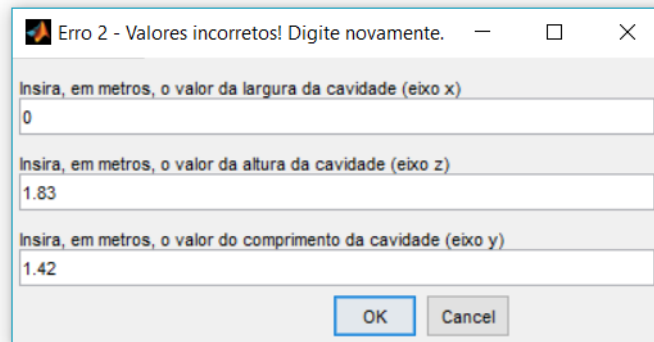 Erro 2 - Valores incorretos! Digite novamente.
Insira, em metros, o valor da largura da cavidade (eixo x)
0
Insira, em metros, o valor da altura da cavidade (eixo z)
1.83
Insira, em metros, o valor do comprimento da cavidade (eixo y)
1.42
OK Cancel